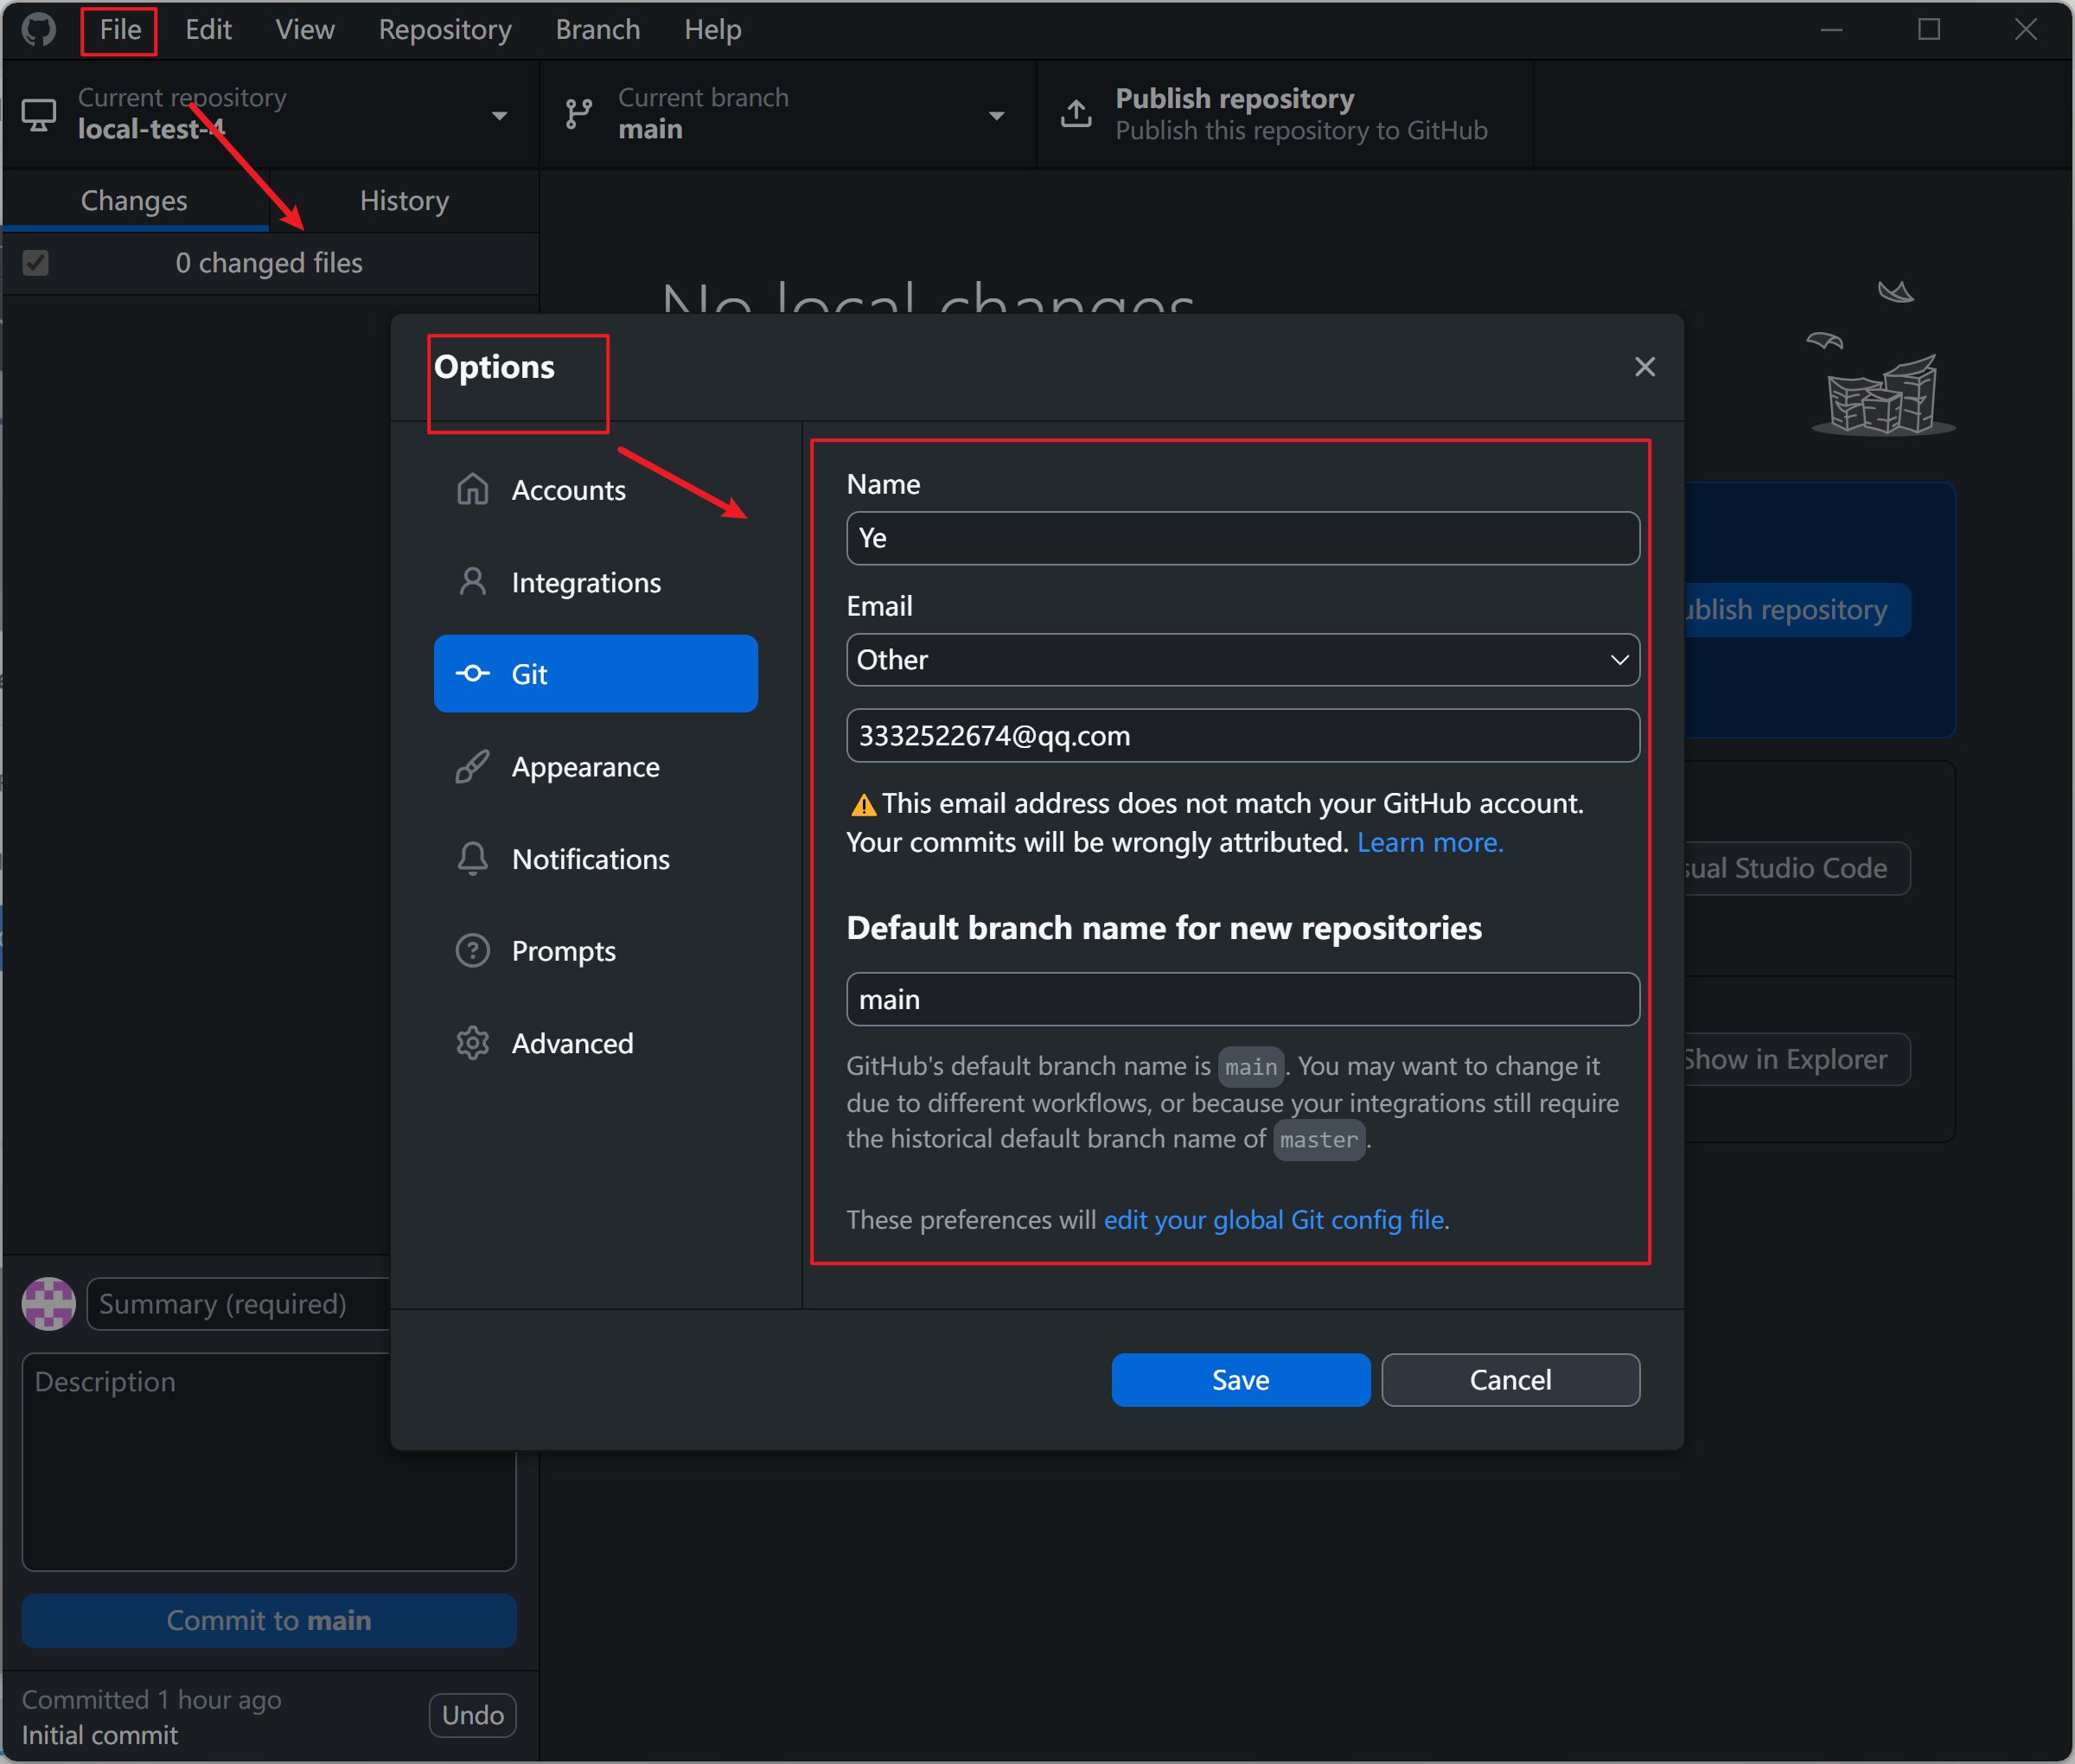 File Edit View Repository Branch Help
Current repository
local-test-4
Current branch
main
Publish repository
Publish this repository to GitHub
Changes
History
0 changed files
No local changes
Options
Accounts
Integrations
Git
Appearance
Notifications
Prompts
Advanced
Name
Ye
Email
Other
3332522674@qq.com
This email address does not match your GitHub account.
Your commits will be wrongly attributed. Learn more.
Default branch name for new repositories
main
GitHub's default branch name is main. You may want to change it
due to different workflows, or because your integrations still require
the historical default branch name of master.
These preferences will edit your global Git config file.
Save
Cancel
ublish repository
sual Studio Code
Show in Explorer
Summary (required)
Description
Commit to main
Committed 1 hour ago
Initial commit
Undo